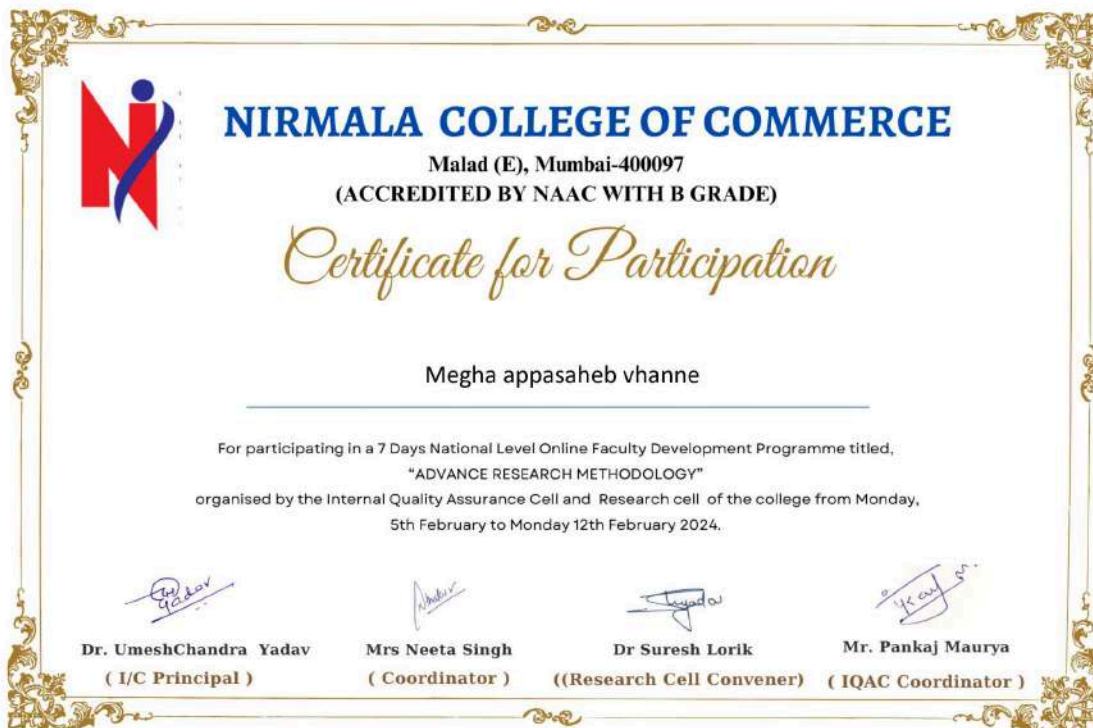 NIRMALA COLLEGE OF COMMERCE
Malad (E), Mumbai-400097
(ACCREDITED BY NAAC WITH B GRADE)
Certificate for Participation
Megha appasaheb vhanne
For participating in a 7 Days National Level Online Faculty Development Programme titled,
“ADVANCE RESEARCH METHODOLOGY”
organised by the Internal Quality Assurance Cell and Research cell of the college from Monday,
5th February to Monday 12th February 2024.
Dr. UmeshChandra Yadav Mrs Neeta Singh Dr Suresh Lorik Mr. Pankaj Maurya
( I/C Principal ) ( Coordinator ) ((Research Cell Convener) ( IQAC Coordinator )